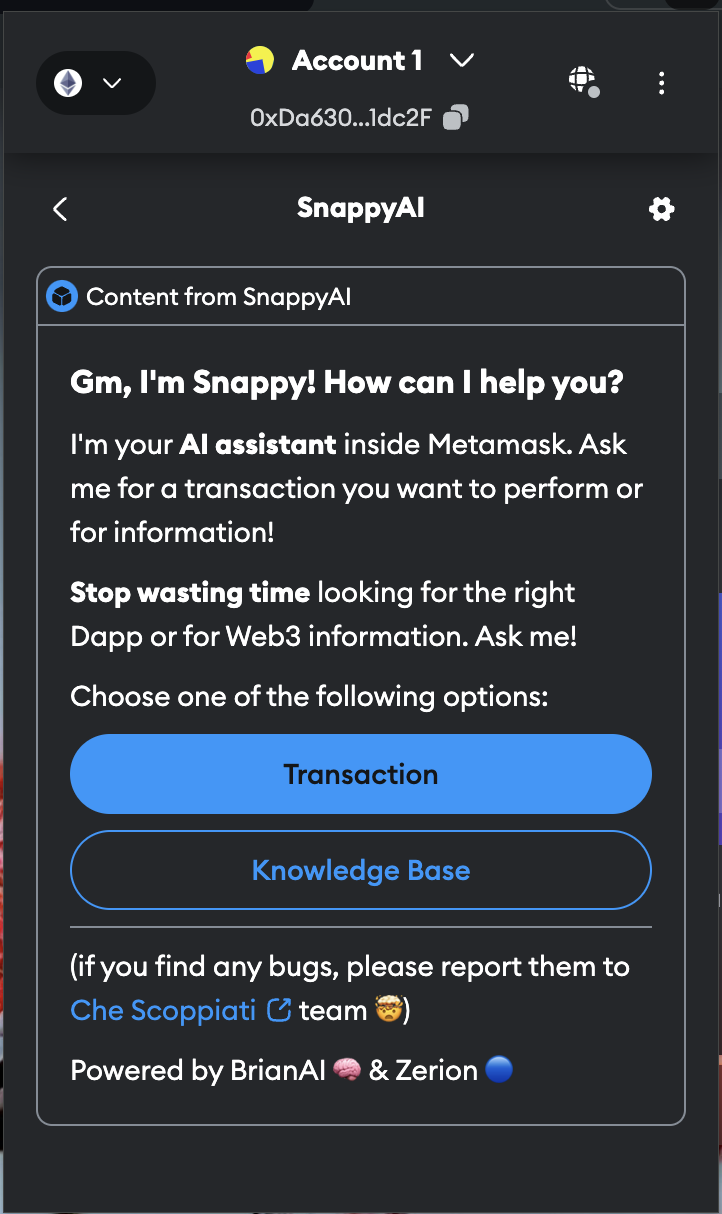 Account 1
0xDa630...1dc2F
SnappyAI
Content from SnappyAI
Gm, I'm Snappy! How can I help you?
I'm your AI assistant inside Metamask. Ask
me for a transaction you want to perform or
for information!
Stop wasting time looking for the right
Dapp or for Web3 information. Ask me!
Choose one of the following options:
Transaction
Knowledge Base
(if you find any bugs, please report them to
Che Scoppiati team 🤯)
Powered by BrianAI 🧠 & Zerion 🔵